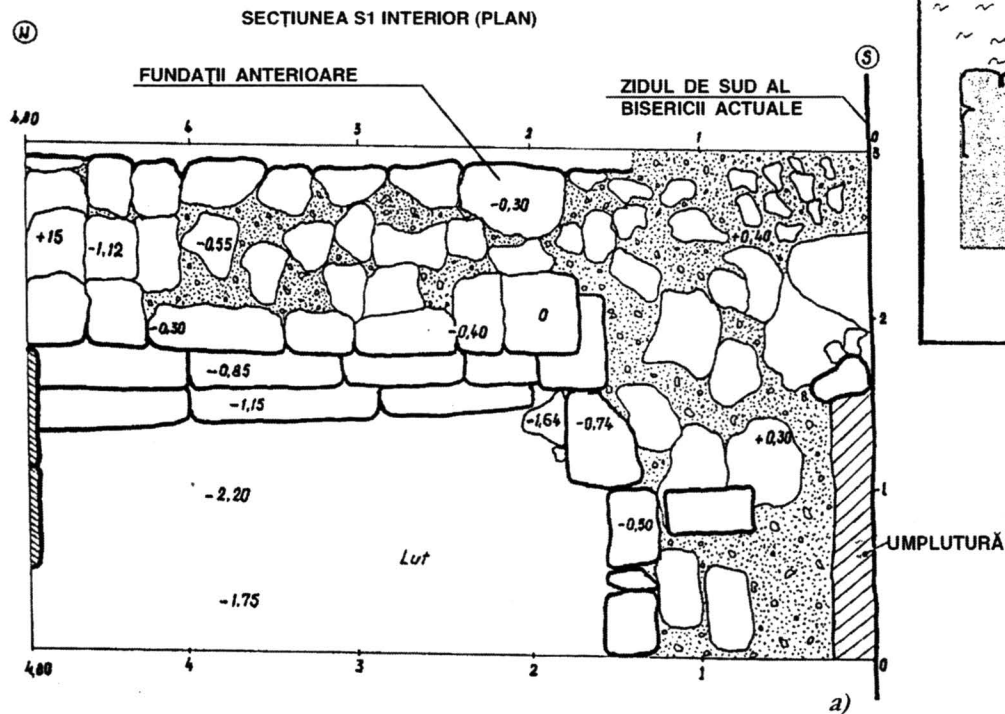 SECȚIUNEA S1 INTERIOR (PLAN)
N
S
FUNDAȚII ANTERIOARE
ZIDUL DE SUD AL
BISERICII ACTUALE
4,80 4 3 2 1 0
3
-0,30
+15 -1,12 -0,55 +0,40
-0,30 -0,40 0 2
-0,85
-1,15
-1,64 -0,74 +0,30
-2,20 1
-0,50
UMPLUTURĂ
Lut
-1.75
4,80 4 3 2 1 0
a)